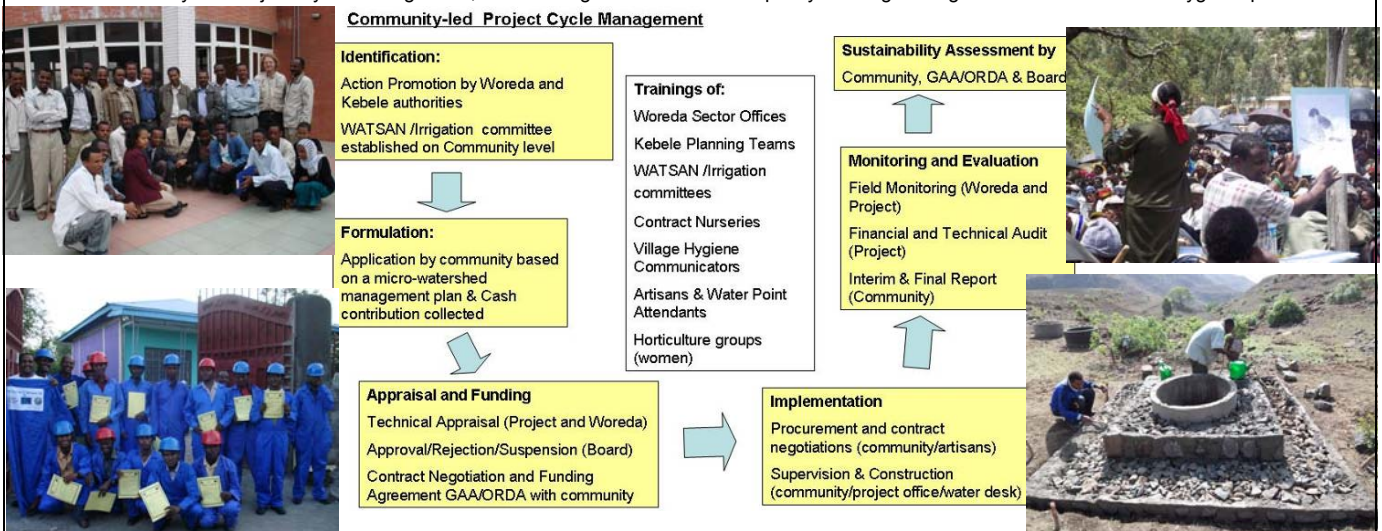 Community-led Project Cycle Management
Identification:
Action Promotion by Woreda and
Kebele authorities
WATSAN /Irrigation committee
established on Community level
Formulation:
Application by community based
on a micro-watershed
management plan & Cash
contribution collected
Appraisal and Funding
Technical Appraisal (Project and Woreda)
Approval/Rejection/Suspension (Board)
Contract Negotiation and Funding
Agreement GAA/ORDA with community
Trainings of:
Woreda Sector Offices
Kebele Planning Teams
WATSAN /Irrigation
committees
Contract Nurseries
Village Hygiene
Communicators
Artisans & Water Point
Attendants
Horticulture groups
(women)
Implementation
Procurement and contract
negotiations (community/artisans)
Supervision & Construction
(community/project office/water desk)
Monitoring and Evaluation
Field Monitoring (Woreda and
Project)
Financial and Technical Audit
(Project)
Interim & Final Report
(Community)
Sustainability Assessment by
Community, GAA/ORDA & Board